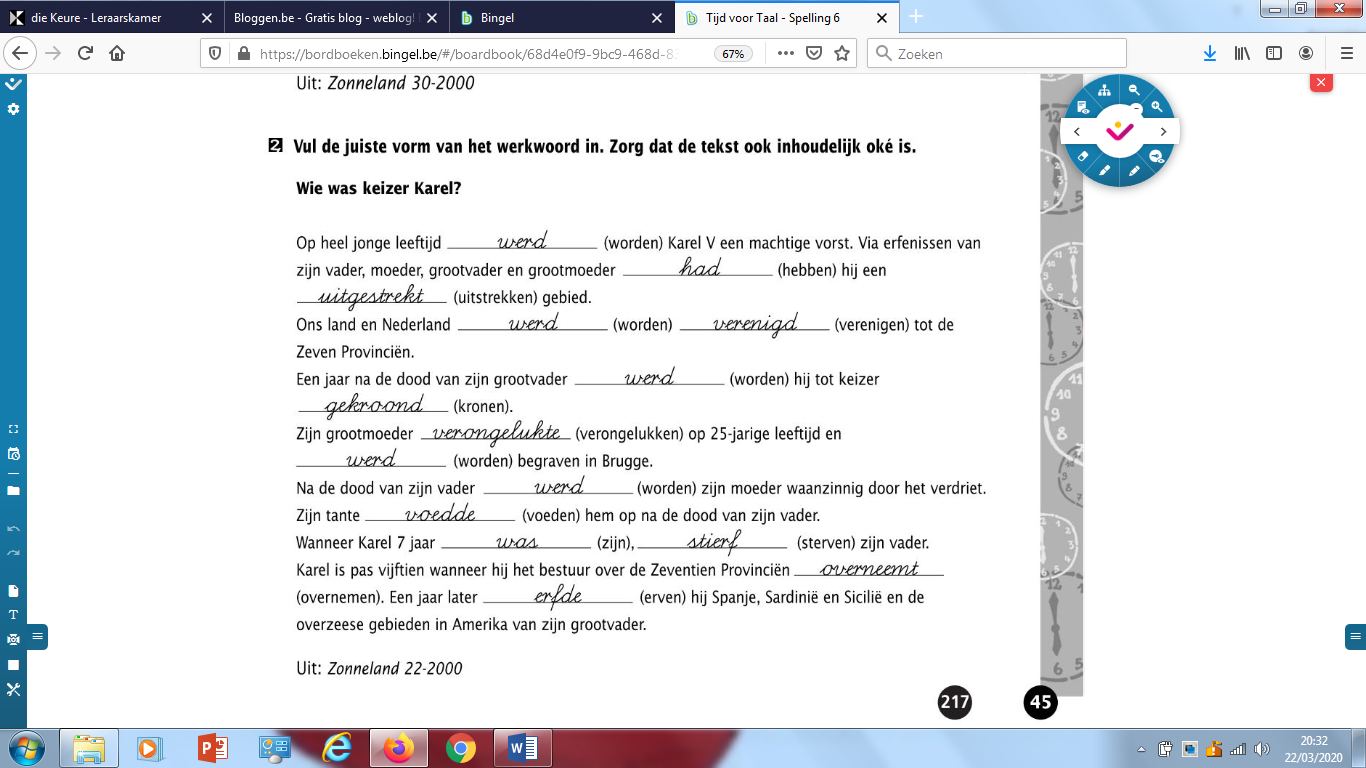 die Keure - Leraarskamer
Bloggen.be - Gratis blog - weblog!
Bingel
Tijd voor Taal - Spelling 6
https://bordboeken.bingel.be/#/boardbook/68d4e0f9-9bc9-468d-8
67%
Zoeken
Uit: Zonneland 30-2000
2 Vul de juiste vorm van het werkwoord in. Zorg dat de tekst ook inhoudelijk oké is.
Wie was keizer Karel?
Op heel jonge leeftijd werd (worden) Karel V een machtige vorst. Via erfenissen van
zijn vader, moeder, grootvader en grootmoeder had (hebben) hij een
uitgestrekt (uitstrekken) gebied.
Ons land en Nederland werd (worden) verenigd (verenigen) tot de
Zeven Provinciën.
Een jaar na de dood van zijn grootvader werd (worden) hij tot keizer
gekroond (kronen).
Zijn grootmoeder verongelukte (verongelukken) op 25-jarige leeftijd en
werd (worden) begraven in Brugge.
Na de dood van zijn vader werd (worden) zijn moeder waanzinnig door het verdriet.
Zijn tante voedde (voeden) hem op na de dood van zijn vader.
Wanneer Karel 7 jaar was (zijn), stierf (sterven) zijn vader.
Karel is pas vijftien wanneer hij het bestuur over de Zeventien Provinciën overneemt
(overnemen). Een jaar later erfde (erven) hij Spanje, Sardinië en Sicilië en de
overzeese gebieden in Amerika van zijn grootvader.
Uit: Zonneland 22-2000
217 45
20:32
22/03/2020